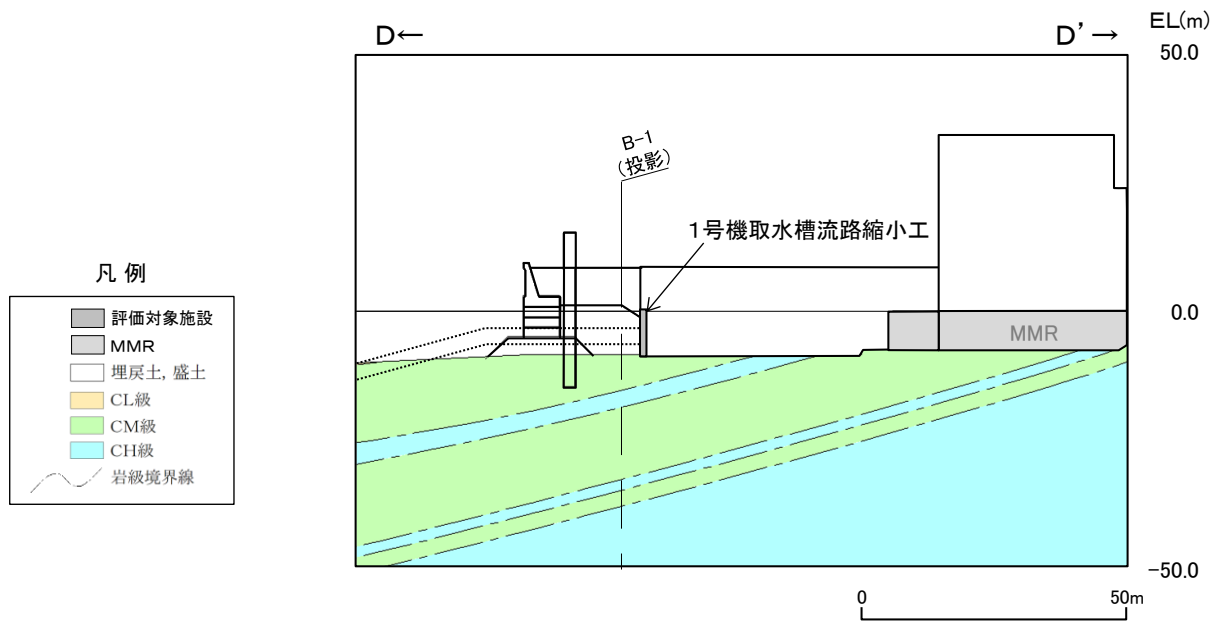 D←
D’→
EL(m)
50.0
B-1
(投影)
1号機取水槽流路縮小工
凡 例
評価対象施設
MMR
埋戻土, 盛土
CL級
CM級
CH級
岩級境界線
0.0
MMR
-50.0
0
50m